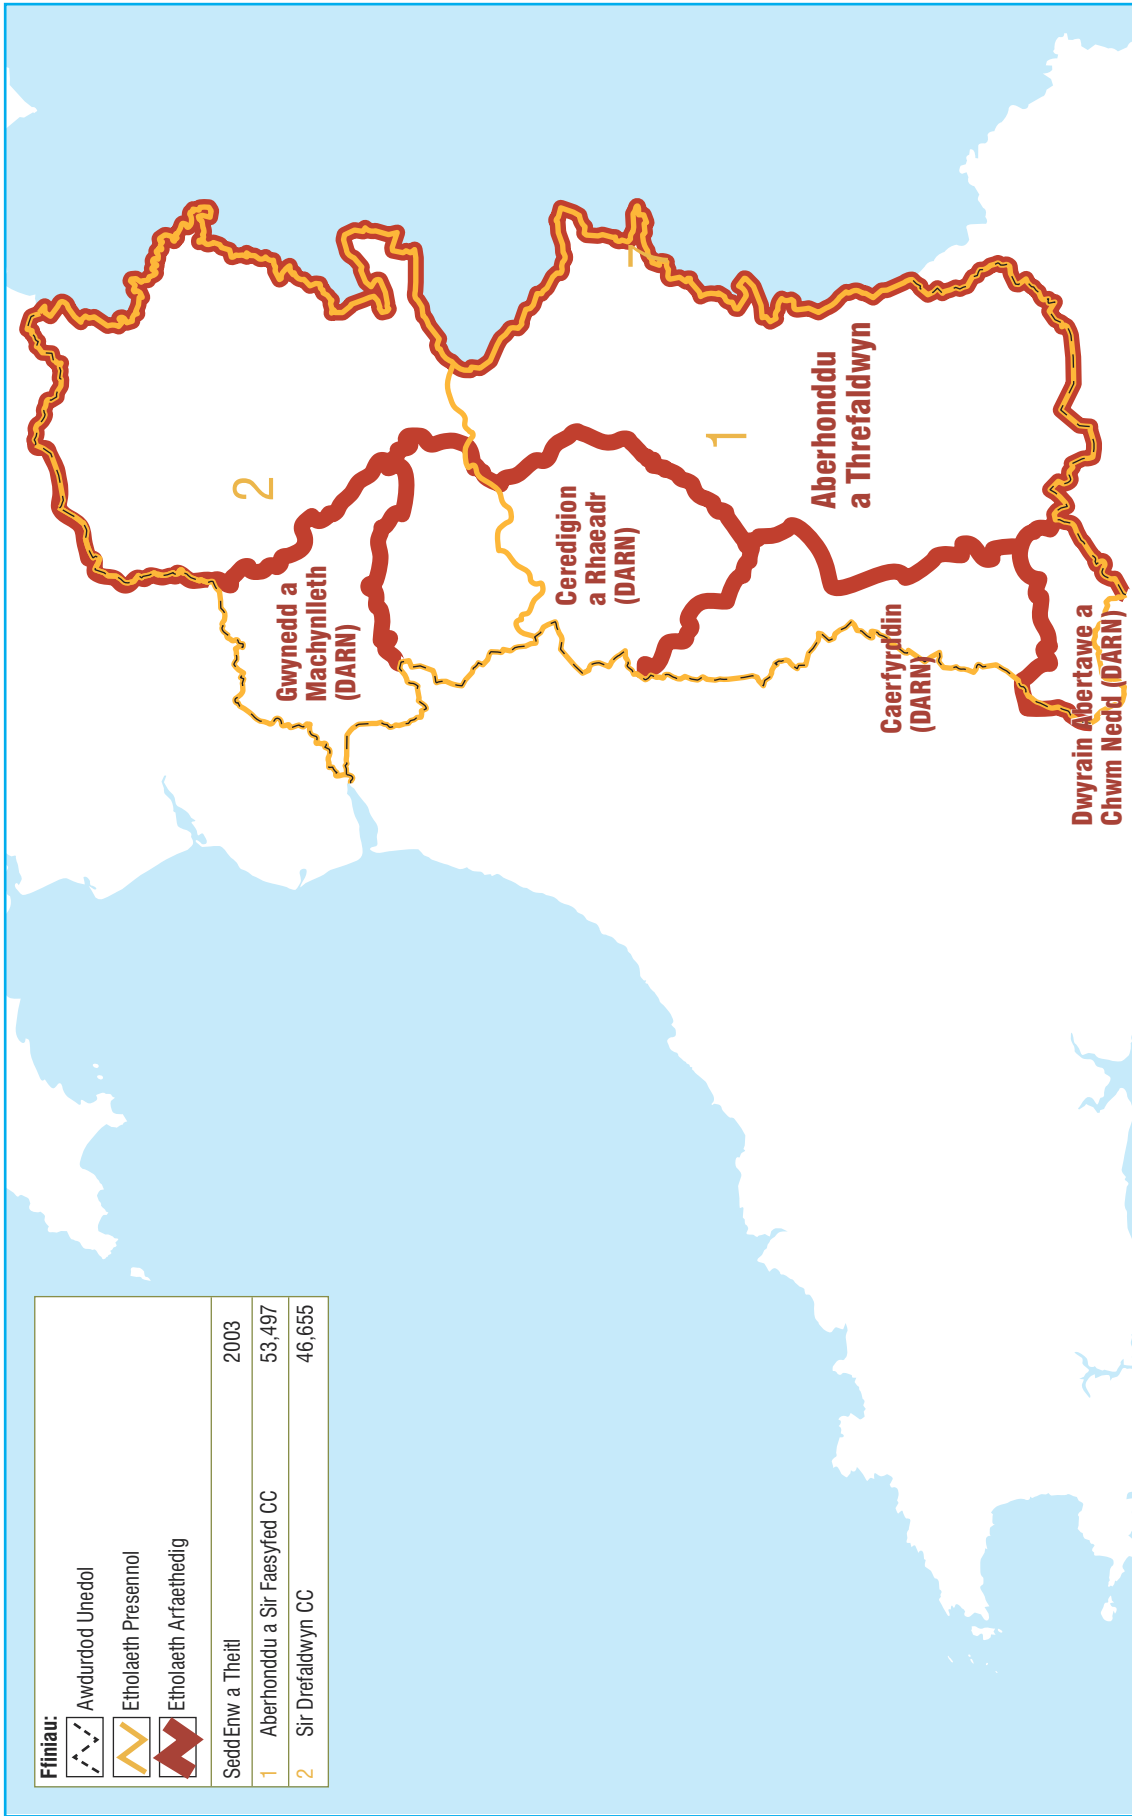 Ffiniau:
Awdurdod Unedol
Etholaeth Presennol
Etholaeth Arfaethedig
SeddEnw a Theitl 2003
1 Aberhonddu a Sir Faesyfed CC 53,497
2 Sir Drefaldwyn CC 46,655
2
Gwynedd a
Machynlleth
(DARN)
Ceredigion
a Rhaeadr
(DARN)
1
Aberhonddu
a Threfaldwyn
Caerfyrddin
(DARN)
Dwyrain Abertawe a
Chwm Nedd (DARN)